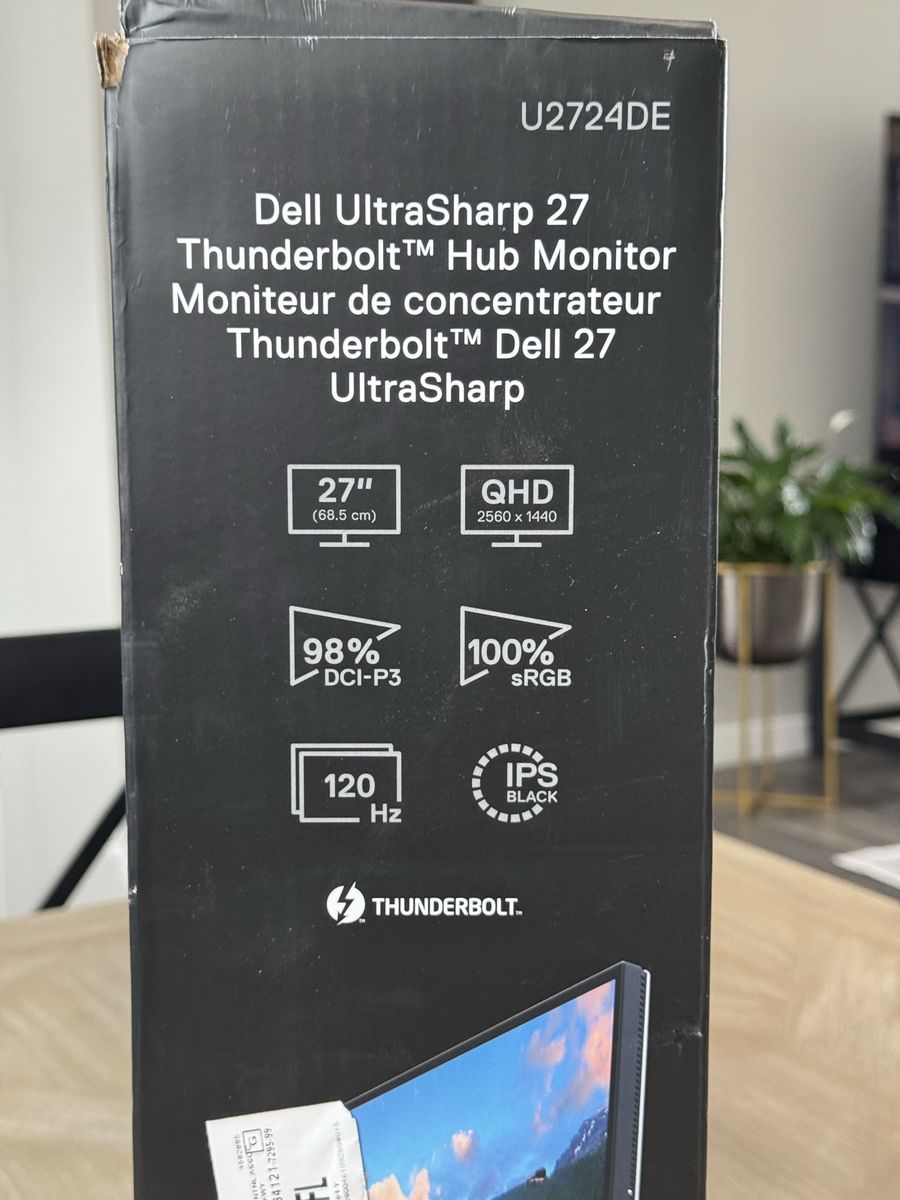 U2724DE
Dell UltraSharp 27
Thunderbolt™ Hub Monitor
Moniteur de concentrateur
Thunderbolt™ Dell 27
UltraSharp
27"
(68.5 cm)
QHD
2560 x 1440
98%
DCI-P3
100%
sRGB
120
Hz
IPS
BLACK
THUNDERBOLT™